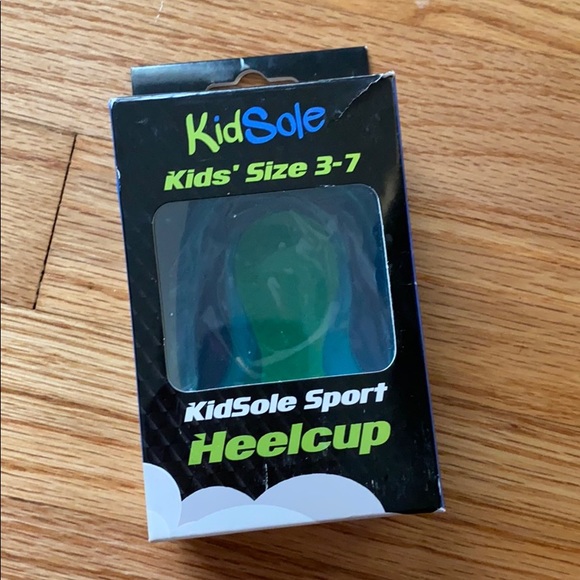 KidSole
Kids' Size 3-7
KidSole Sport
Heelcup